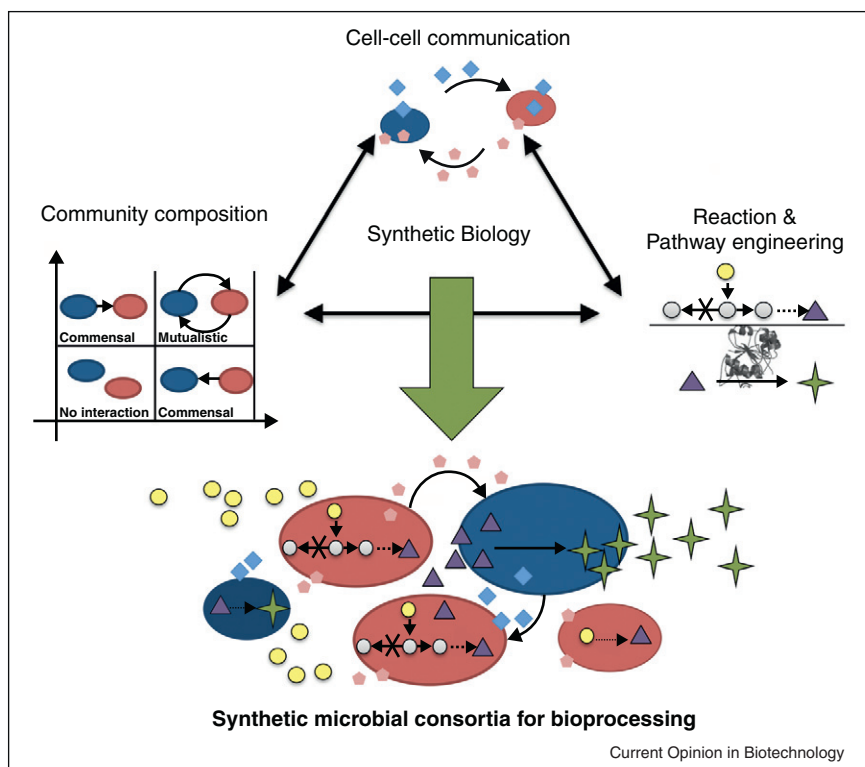 Cell-cell communication
Community composition
Synthetic Biology
Reaction &
Pathway engineering
Commensal
Mutualistic
No interaction
Commensal
Synthetic microbial consortia for bioprocessing
Current Opinion in Biotechnology